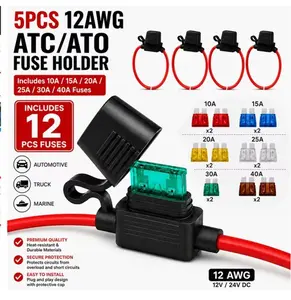 5PCS 12AWG
ATC/ATO
FUSE HOLDER
Includes 10A / 15A / 20A /
25A / 30A / 40A Fuses
INCLUDES
12
PCS FUSES
10A
15A
x2
x2
20A
25A
x2
x2
30A
40A
x2
x2
AUTOMOTIVE
TRUCK
MARINE
PREMIUM QUALITY
Heat-resistant &
Durable Materials
SECURE PROTECTION
Protects circuits from
overload and short circuits
EASY TO INSTALL
Plug and play design
with protective cap
12 AWG
12V / 24V DC